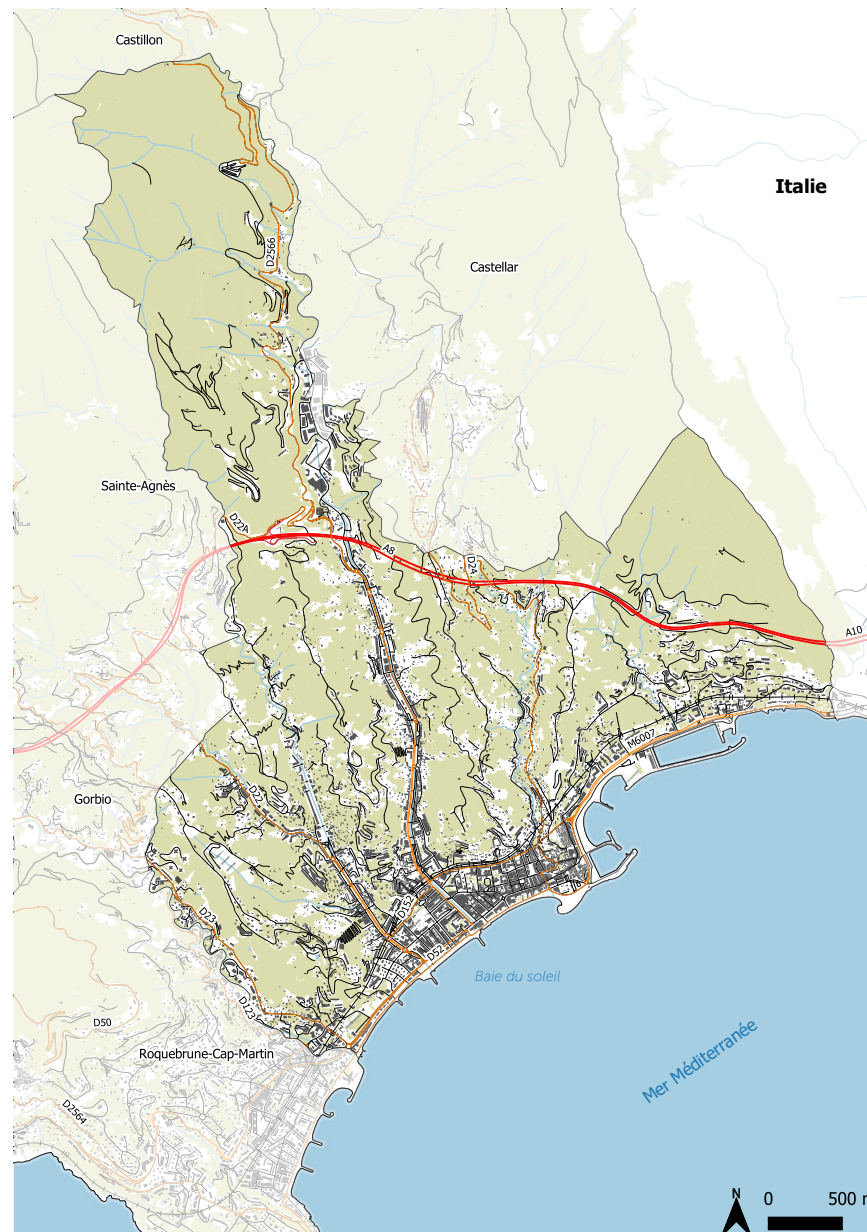 Castillon
Italie
D2566
Castellar
Sainte-Agnès
D22A
A8
D24
A10
M6007
Gorbio
D22
D152
D23
D52
Baie du soleil
D123
D50
Roquebrune-Cap-Martin
Mer Méditerranée
D2564
N
0 500 m